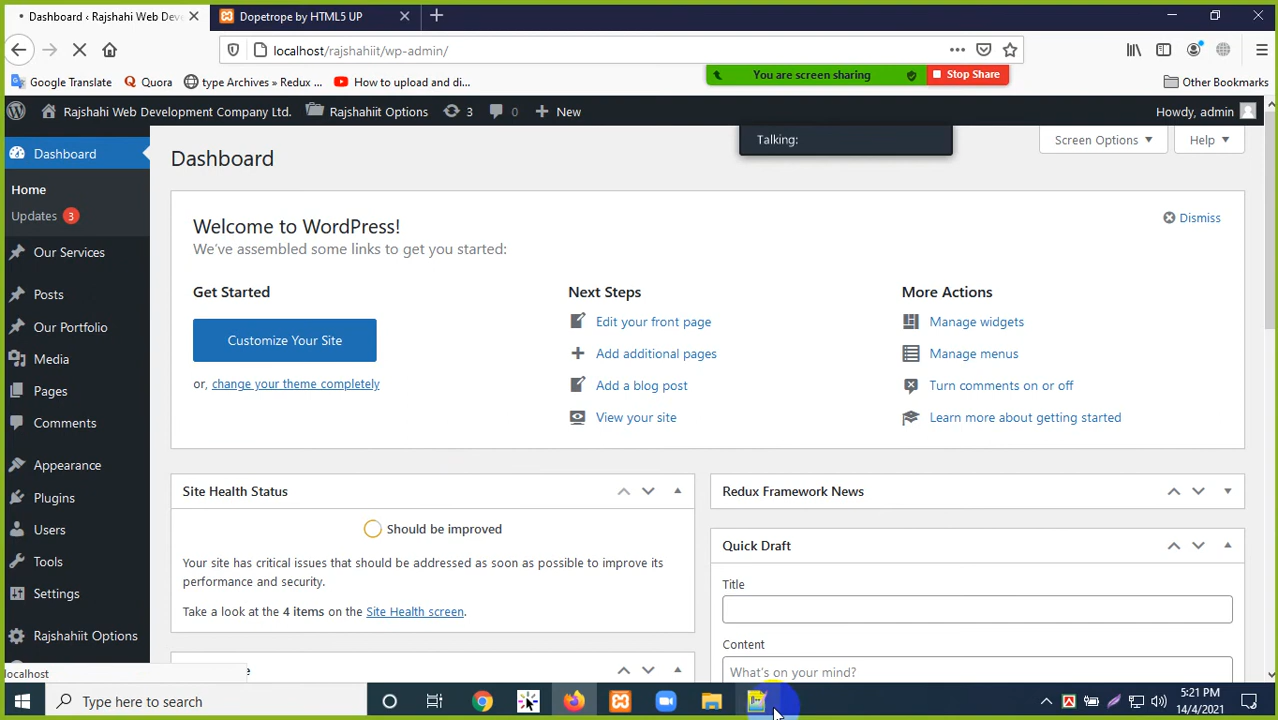 Dashboard ‹ Rajshahi Web Deve
Dopetrope by HTML5 UP
localhost/rajshahiit/wp-admin/
Google Translate
Quora
type Archives » Redux ...
How to upload and di...
You are screen sharing
Stop Share
Other Bookmarks
Rajshahi Web Development Company Ltd.
Rajshahiit Options
3
0
New
Howdy, admin
Talking:
Screen Options
Help
Dashboard
Home
Updates 3
Our Services
Posts
Our Portfolio
Media
Pages
Comments
Appearance
Plugins
Users
Tools
Settings
Rajshahiit Options
Dashboard
Welcome to WordPress!
We've assembled some links to get you started:
Dismiss
Get Started
Customize Your Site
or, change your theme completely
Next Steps
Edit your front page
Add additional pages
Add a blog post
View your site
More Actions
Manage widgets
Manage menus
Turn comments on or off
Learn more about getting started
Site Health Status
Should be improved
Your site has critical issues that should be addressed as soon as possible to improve its
performance and security.
Take a look at the 4 items on the Site Health screen.
Redux Framework News
Quick Draft
Title
Content
What's on your mind?
localhost
Type here to search
5:21 PM
14/4/2021